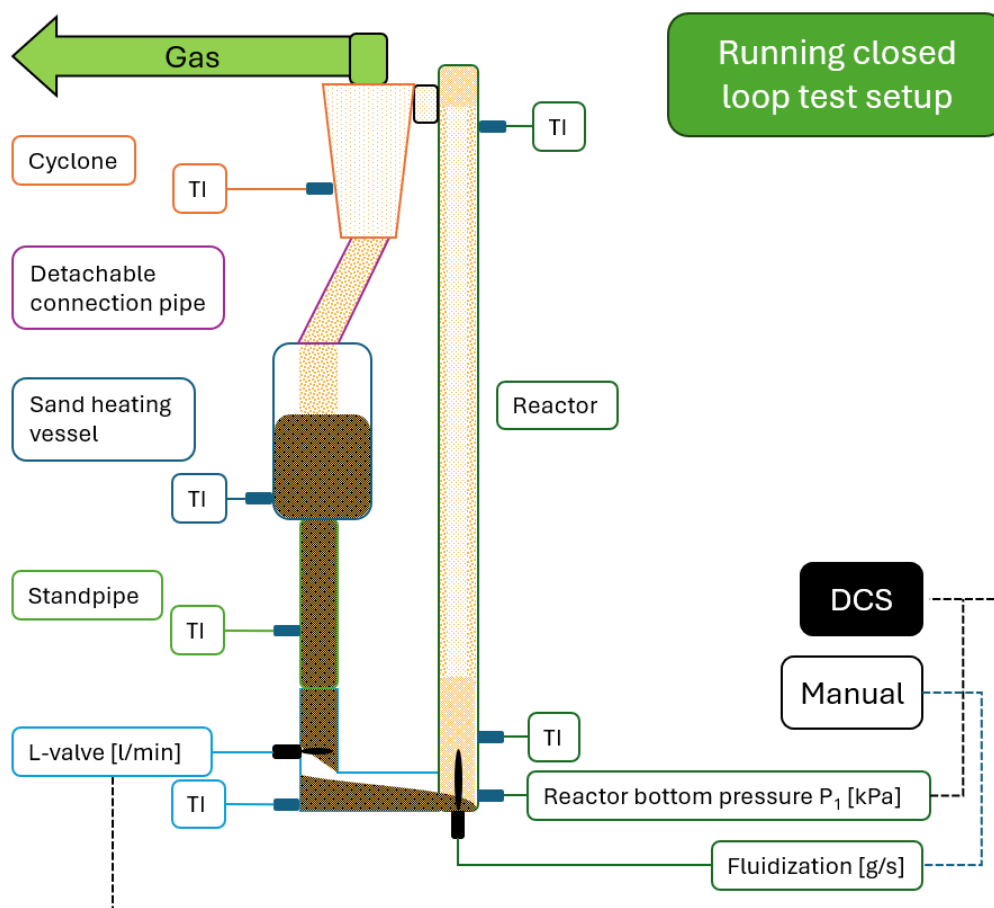 Gas
Running closed
loop test setup
TI
Cyclone
TI
Detachable
connection pipe
Sand heating
vessel
Reactor
TI
DCS
Standpipe
TI
Manual
L-valve [l/min]
TI
TI
Reactor bottom pressure P₁ [kPa]
Fluidization [g/s]